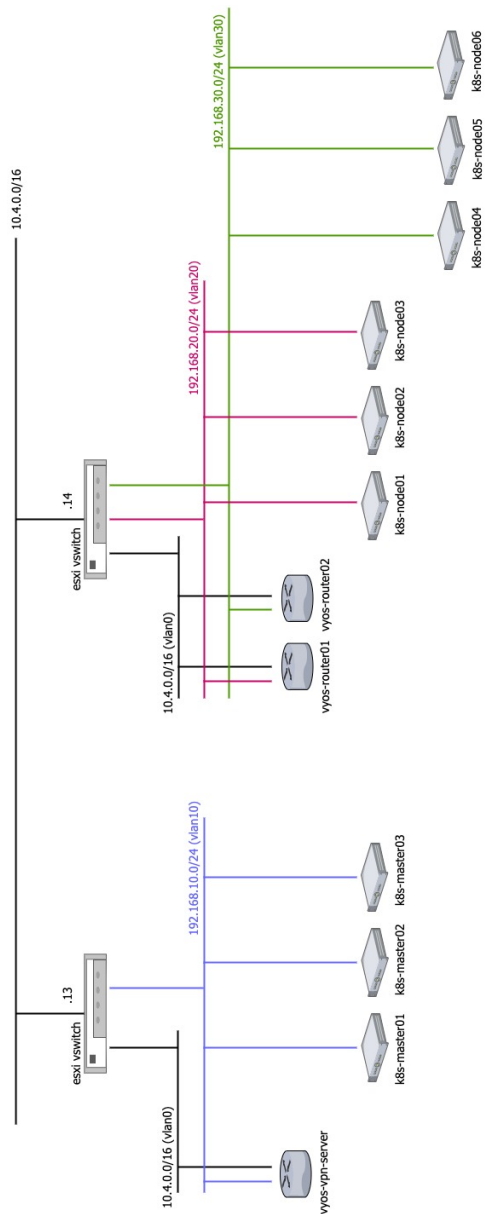 10.4.0.0/16
.13
esxi vswitch
.14
esxi vswitch
10.4.0.0/16 (vlan0)
192.168.10.0/24 (vlan10)
10.4.0.0/16 (vlan0)
192.168.20.0/24 (vlan20)
192.168.30.0/24 (vlan30)
vyos-vpn-server
k8s-master01
k8s-master02
k8s-master03
vyos-router01
vyos-router02
k8s-node01
k8s-node02
k8s-node03
k8s-node04
k8s-node05
k8s-node06